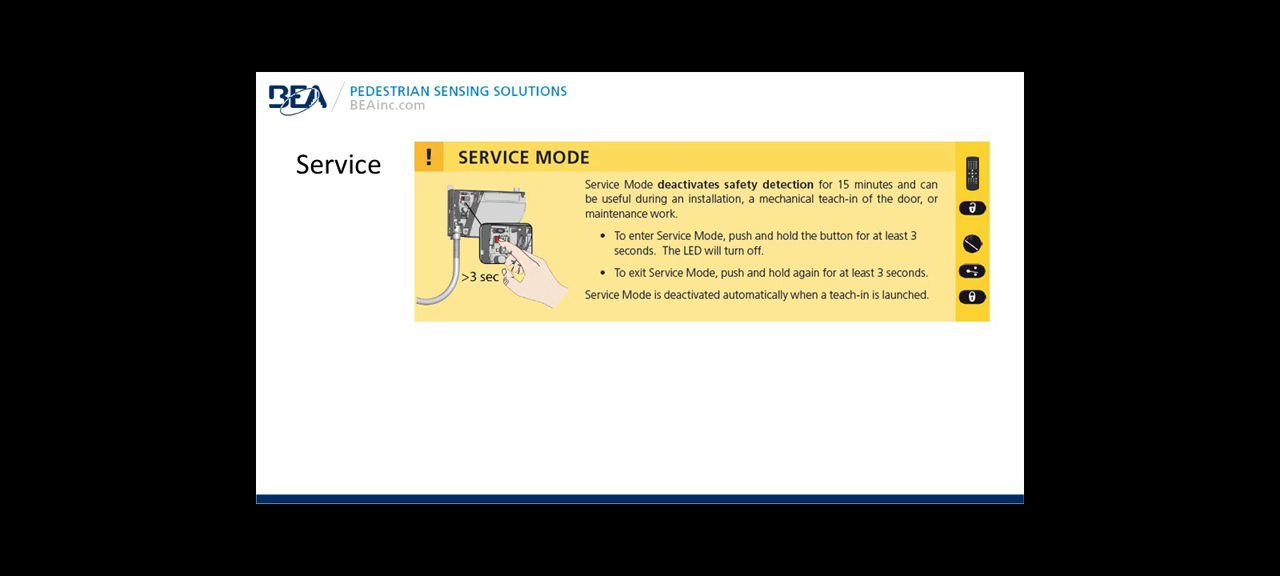 BEA
PEDESTRIAN SENSING SOLUTIONS
BEAinc.com
Service
! SERVICE MODE
Service Mode deactivates safety detection for 15 minutes and can
be useful during an installation, a mechanical teach-in of the door, or
maintenance work.
• To enter Service Mode, push and hold the button for at least 3
seconds. The LED will turn off.
• To exit Service Mode, push and hold again for at least 3 seconds.
Service Mode is deactivated automatically when a teach-in is launched.
>3 sec